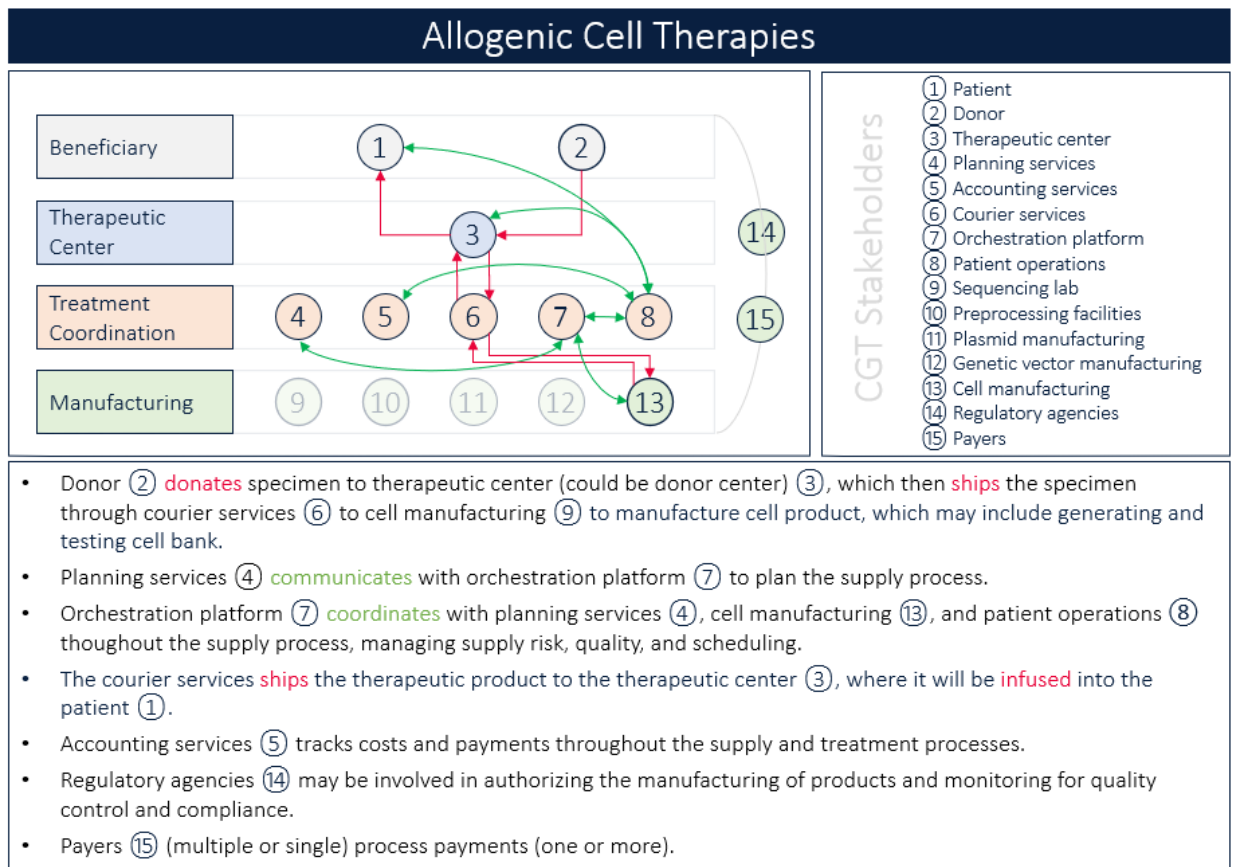 Allogenic Cell Therapies
Beneficiary
1
2
Therapeutic
Center
3
14
Treatment
Coordination
4
5
6
7
8
15
Manufacturing
9
10
11
12
13
CGT Stakeholders
1 Patient
2 Donor
3 Therapeutic center
4 Planning services
5 Accounting services
6 Courier services
7 Orchestration platform
8 Patient operations
9 Sequencing lab
10 Preprocessing facilities
11 Plasmid manufacturing
12 Genetic vector manufacturing
13 Cell manufacturing
14 Regulatory agencies
15 Payers
• Donor 2 donates specimen to therapeutic center (could be donor center) 3, which then ships the specimen
through courier services 6 to cell manufacturing 9 to manufacture cell product, which may include generating and
testing cell bank.
• Planning services 4 communicates with orchestration platform 7 to plan the supply process.
• Orchestration platform 7 coordinates with planning services 4, cell manufacturing 13, and patient operations 8
thoughout the supply process, managing supply risk, quality, and scheduling.
• The courier services ships the therapeutic product to the therapeutic center 3, where it will be infused into the
patient 1.
• Accounting services 5 tracks costs and payments throughout the supply and treatment processes.
• Regulatory agencies 14 may be involved in authorizing the manufacturing of products and monitoring for quality
control and compliance.
• Payers 15 (multiple or single) process payments (one or more).